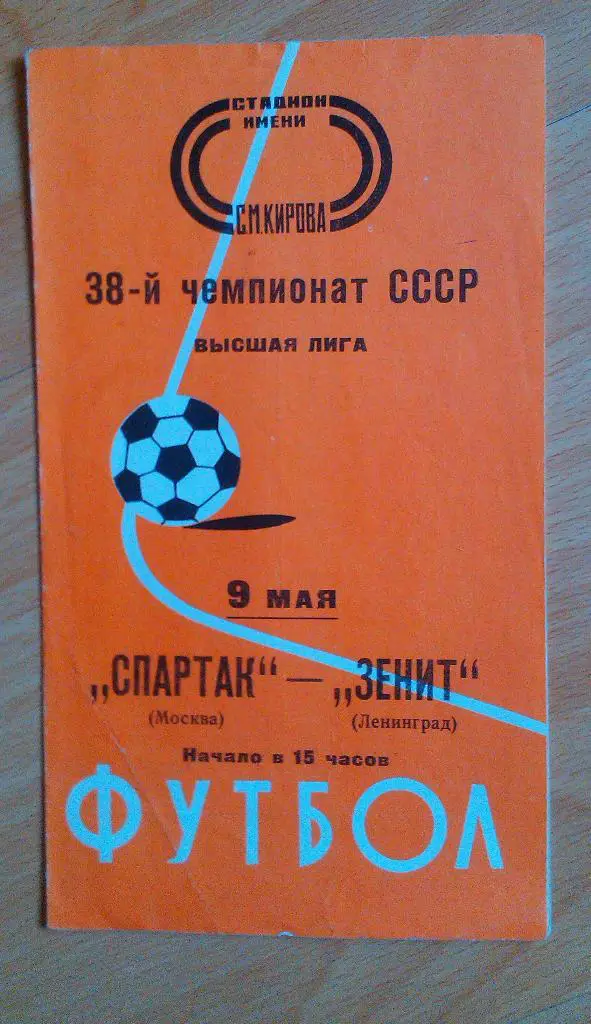 СТАДИОН
ИМЕНИ
С.М.КИРОВА
38-й чемпионат СССР
ВЫСШАЯ ЛИГА
9 МАЯ
„СПАРТАК“ — „ЗЕНИТ“
(Москва) (Ленинград)
Начало в 15 часов
ФУТБОЛ